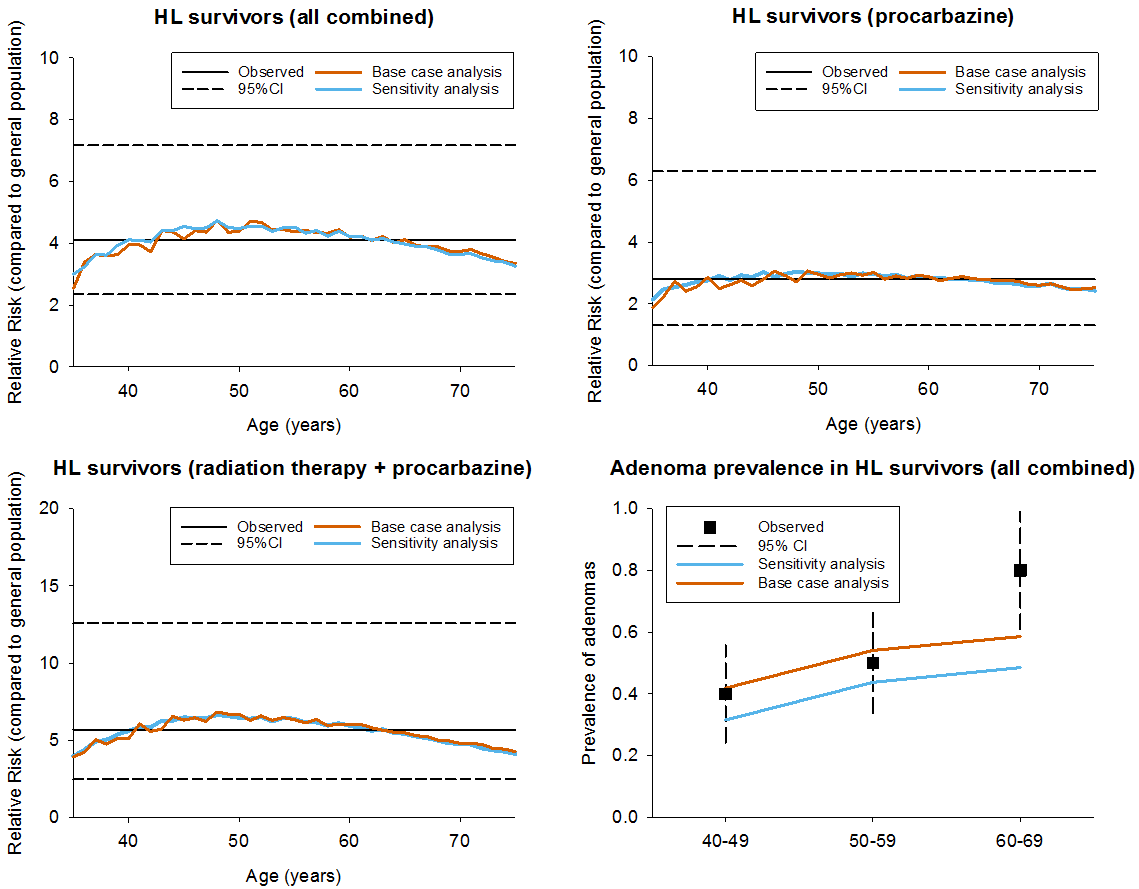 HL survivors (all combined)
Relative Risk (compared to general population)
10
8
6
4
2
0
Observed
95%CI
Base case analysis
Sensitivity analysis
40
50
60
70
Age (years)
HL survivors (procarbazine)
Relative Risk (compared to general population)
10
8
6
4
2
0
Observed
95%CI
Base case analysis
Sensitivity analysis
40
50
60
70
Age (years)
HL survivors (radiation therapy + procarbazine)
Relative Risk (compared to general population)
20
15
10
5
0
Observed
95%CI
Base case analysis
Sensitivity analysis
40
50
60
70
Age (years)
Adenoma prevalence in HL survivors (all combined)
Prevalence of adenomas
1.0
0.8
0.6
0.4
0.2
0.0
Observed
95% CI
Sensitivity analysis
Base case analysis
40-49
50-59
60-69